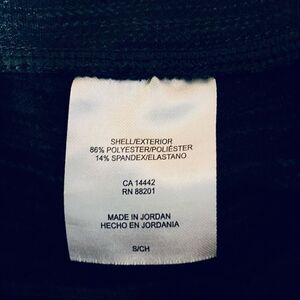 SHELL/EXTERIOR
86% POLYESTER/POLIÉSTER
14% SPANDEX/ELASTANO
CA 14442
RN 88201
MADE IN JORDAN
HECHO EN JORDANIA
S/CH